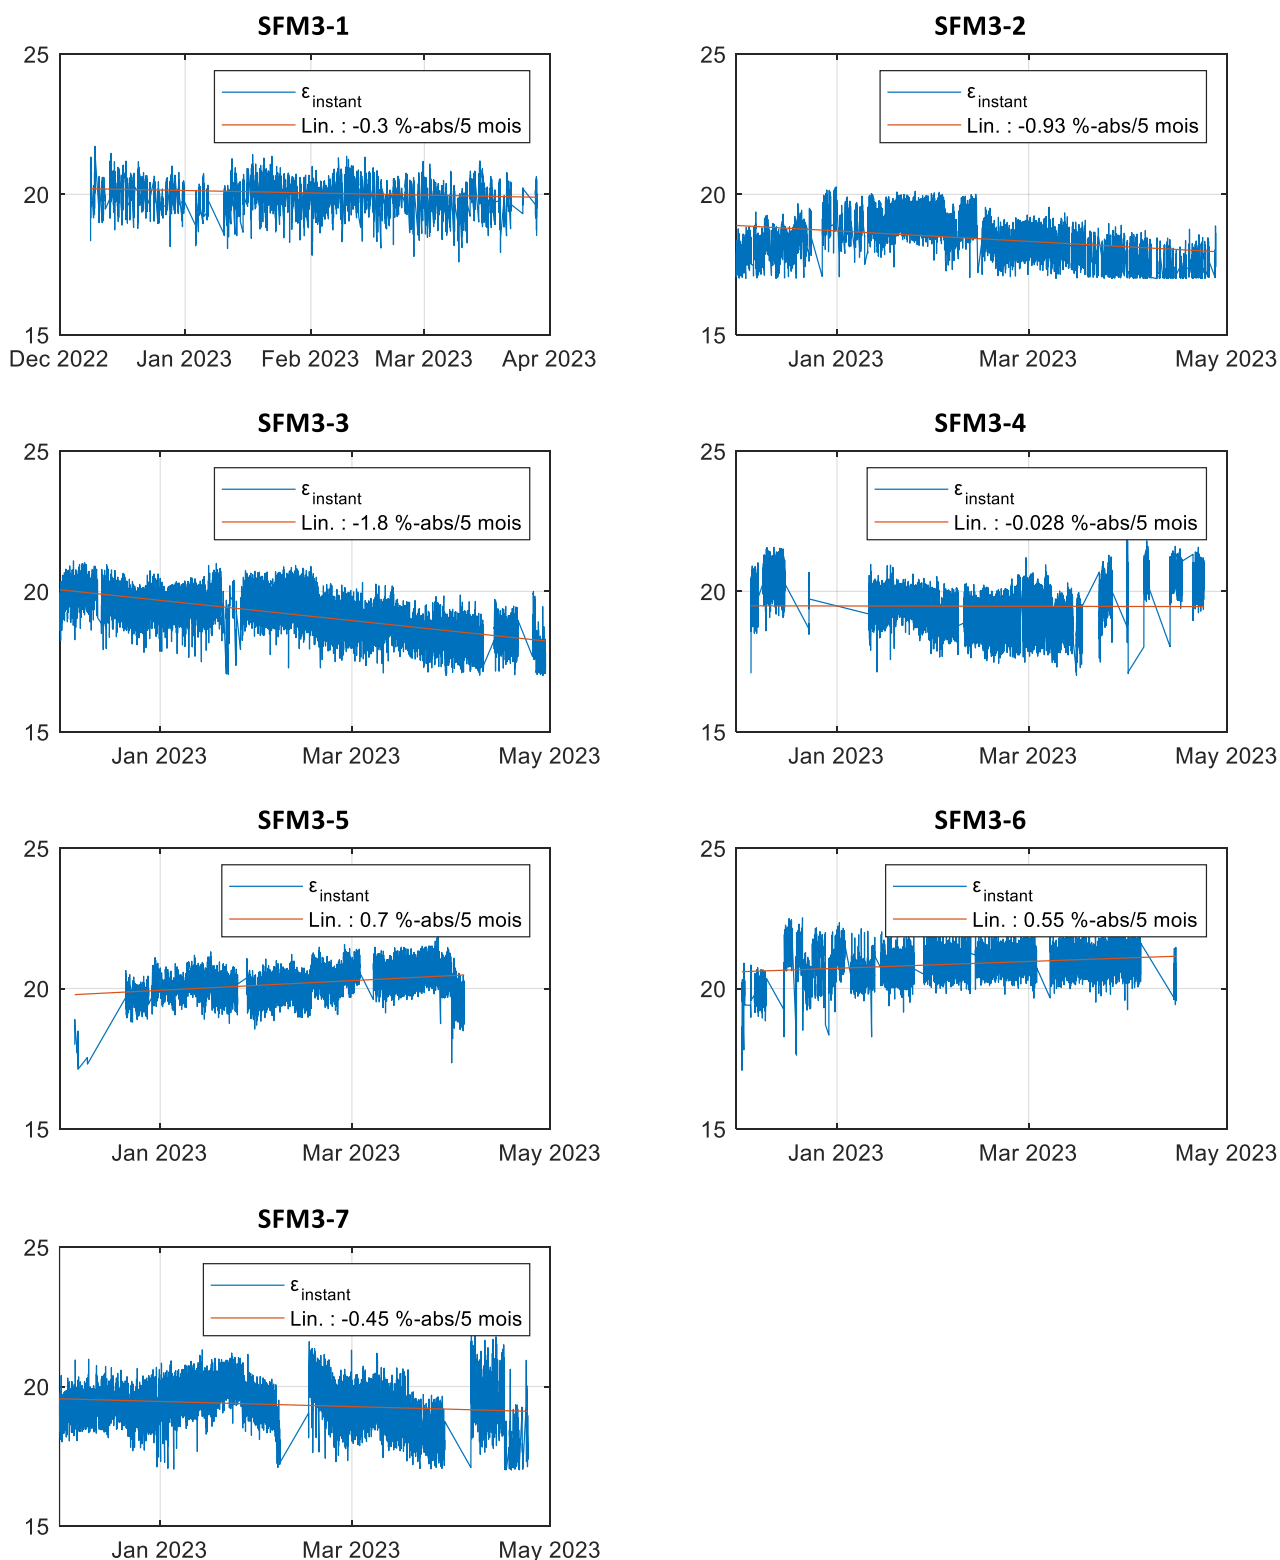 SFM3-1
25
20
15
ε instant
Lin. : -0.3 %-abs/5 mois
Dec 2022 Jan 2023 Feb 2023 Mar 2023 Apr 2023
SFM3-2
25
20
15
ε instant
Lin. : -0.93 %-abs/5 mois
Jan 2023 Mar 2023 May 2023
SFM3-3
25
20
15
ε instant
Lin. : -1.8 %-abs/5 mois
Jan 2023 Mar 2023 May 2023
SFM3-4
25
20
15
ε instant
Lin. : -0.028 %-abs/5 mois
Jan 2023 Mar 2023 May 2023
SFM3-5
25
20
15
ε instant
Lin. : 0.7 %-abs/5 mois
Jan 2023 Mar 2023 May 2023
SFM3-6
25
20
15
ε instant
Lin. : 0.55 %-abs/5 mois
Jan 2023 Mar 2023 May 2023
SFM3-7
25
20
15
ε instant
Lin. : -0.45 %-abs/5 mois
Jan 2023 Mar 2023 May 2023